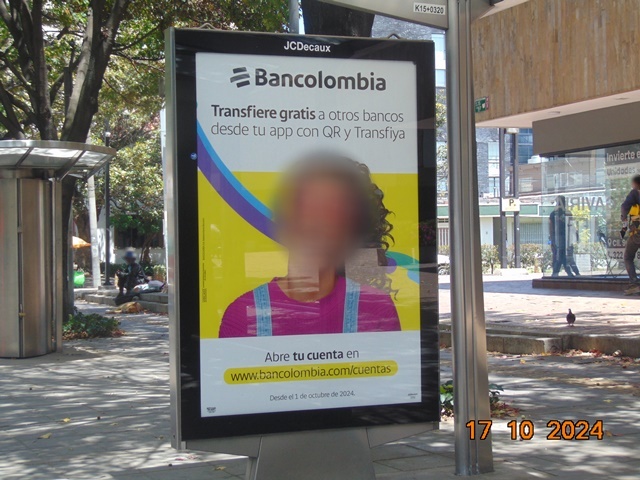 K15+0320
JCDecaux
Bancolombia
Transfiere gratis a otros bancos
desde tu app con QR y Transfiya
Invierte e
Abre tu cuenta en
www.bancolombia.com/cuentas
Desde el 1 de octubre de 2024.
P
17 10 2024